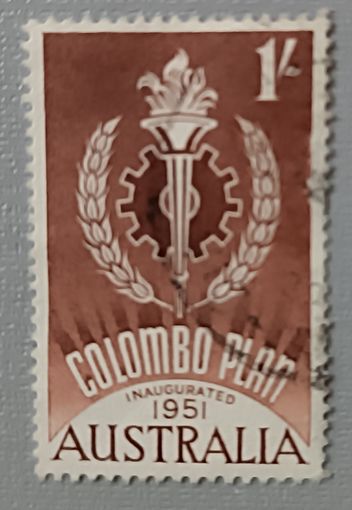 1/-
COLOMBO PLAN
INAUGURATED
1951
AUSTRALIA